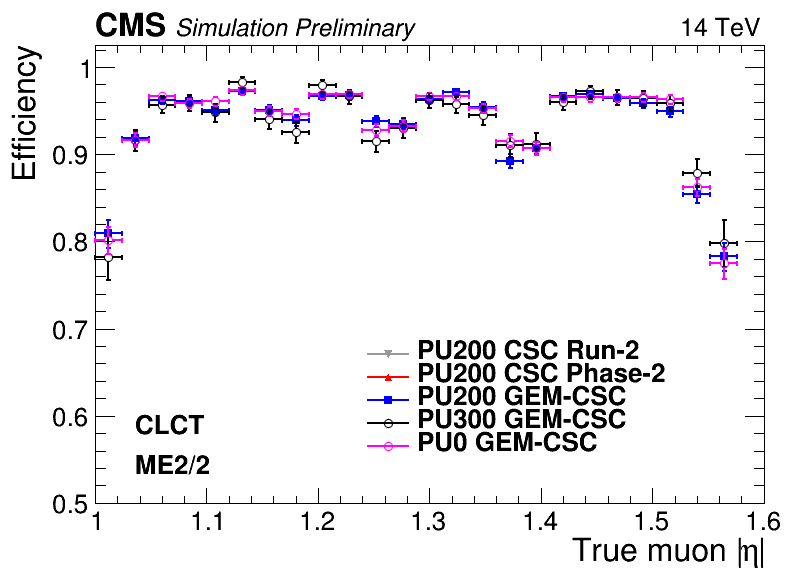 CMS Simulation Preliminary 14 TeV
Efficiency
1
0.9
0.8
0.7
0.6
0.5
PU200 CSC Run-2
PU200 CSC Phase-2
PU200 GEM-CSC
PU300 GEM-CSC
PU0 GEM-CSC
CLCT
ME2/2
1 1.1 1.2 1.3 1.4 1.5 1.6
True muon |η|